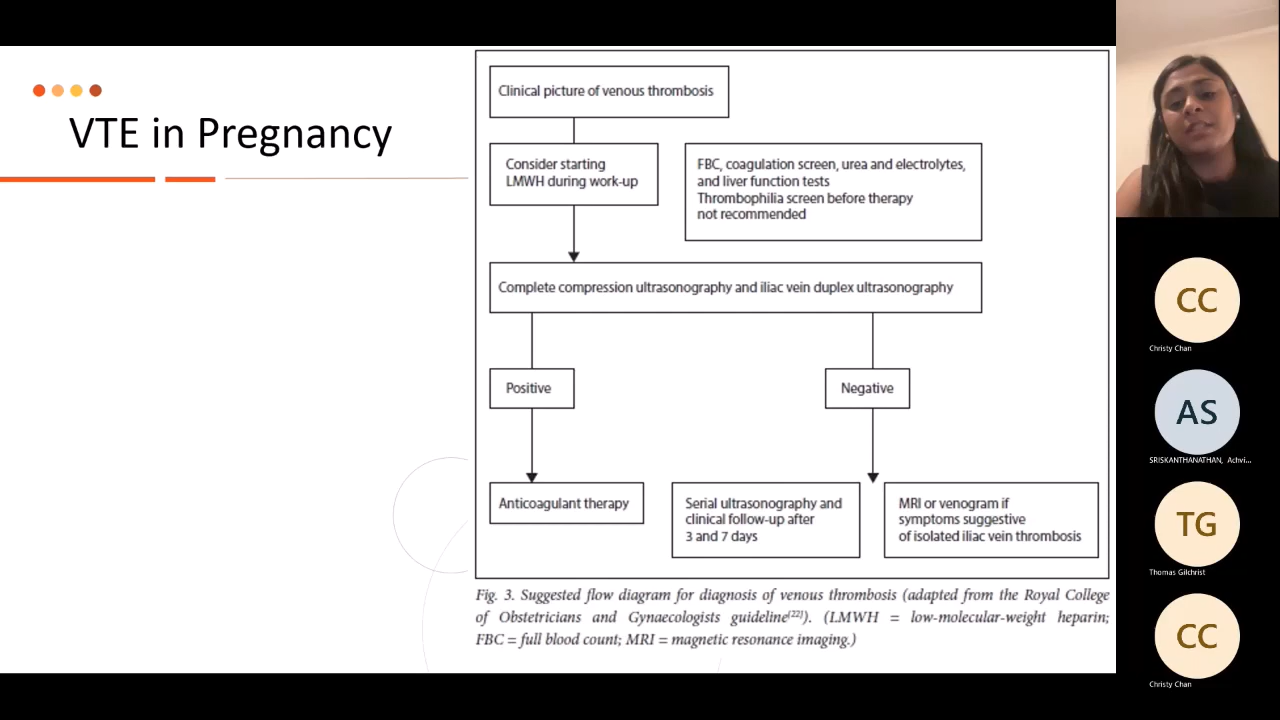 VTE in Pregnancy
Clinical picture of venous thrombosis
Consider starting
LMWH during work-up
FBC, coagulation screen, urea and electrolytes,
and liver function tests
Thrombophilia screen before therapy
not recommended
Complete compression ultrasonography and iliac vein duplex ultrasonography
Positive
Negative
Anticoagulant therapy
Serial ultrasonography and
clinical follow-up after
3 and 7 days
MRI or venogram if
symptoms suggestive
of isolated iliac vein thrombosis
Fig. 3. Suggested flow diagram for diagnosis of venous thrombosis (adapted from the Royal College
of Obstetricians and Gynaecologists guideline[22]). (LMWH = low-molecular-weight heparin;
FBC = full blood count; MRI = magnetic resonance imaging.)
CC
Christy Chan
AS
SRISKANTHANATHAN, Achvi...
TG
Thomas Gilchrist
CC
Christy Chan